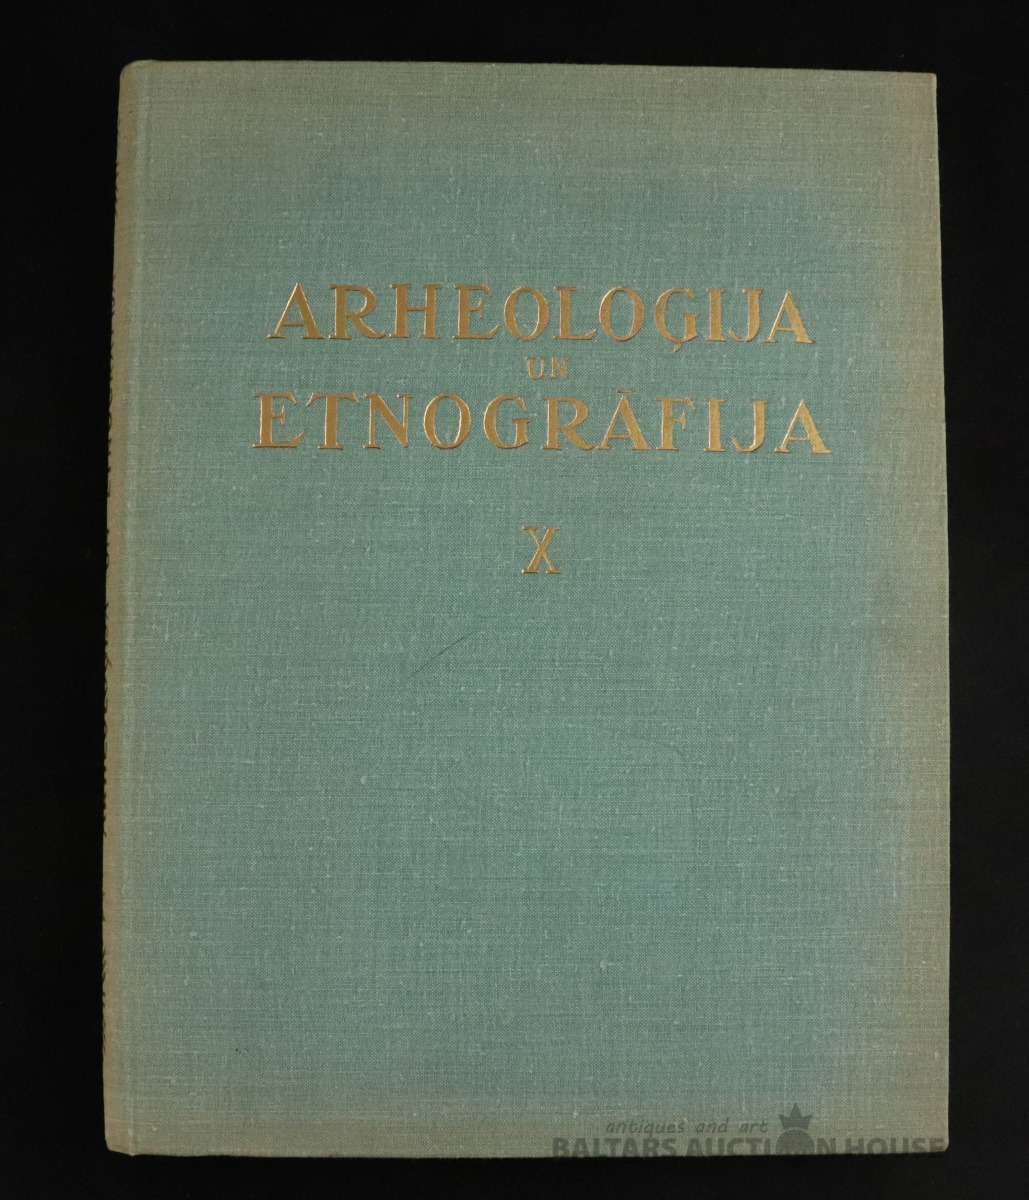 ARHEOLOĢIJA
UN
ETNOGRĀFIJA
X
antiques and art
BALTARS AUCTION HOUSE